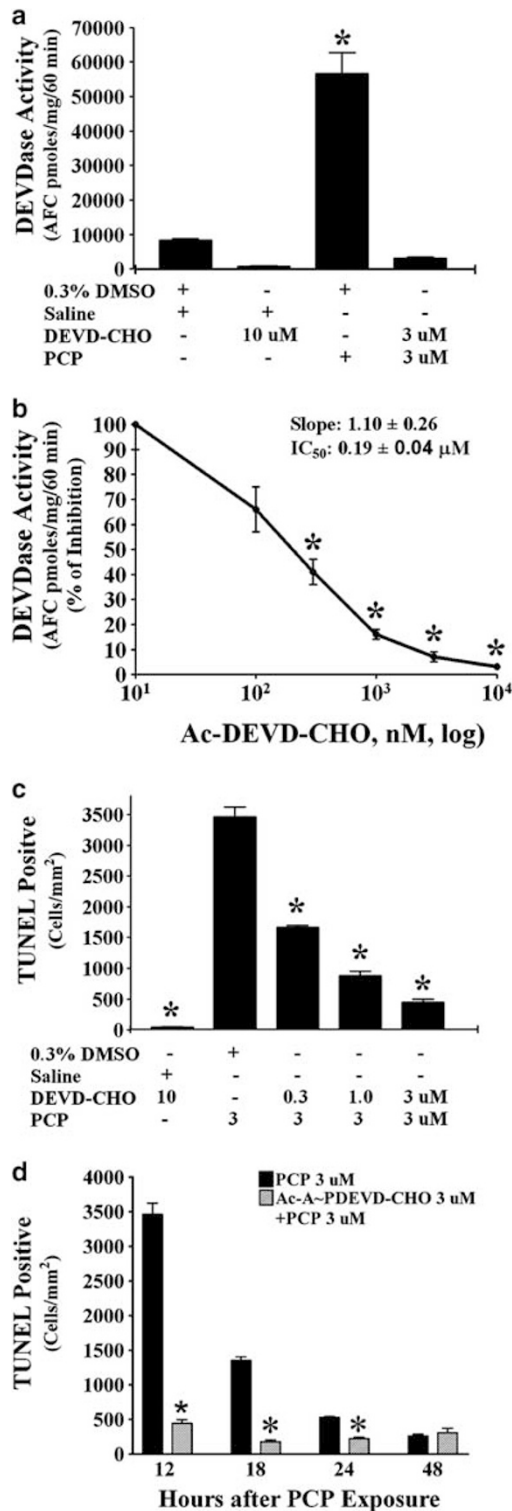 a
DEVDase Activity
(AFC pmoles/mg/60 min)
70000
60000
50000
40000
30000
20000
10000
0
*
0.3% DMSO + - + -
Saline + + - -
DEVD-CHO - 10 uM - 3 uM
PCP - - + 3 uM
b
DEVDase Activity
(AFC pmoles/mg/60 min)
(% of Inhibition)
100
90
80
70
60
50
40
30
20
10
0
Slope: 1.10 ± 0.26
IC50: 0.19 ± 0.04 µM
* * * *
10¹ 10² 10³ 10⁴
Ac-DEVD-CHO, nM, log)
c
TUNEL Positve
(Cells/mm²)
3500
3000
2500
2000
1500
1000
500
0
* * * *
0.3% DMSO - + - - -
Saline + - - - -
DEVD-CHO 10 - 0.3 1.0 3 uM
PCP - 3 3 3 3 uM
d
TUNEL Positive
(Cells/mm²)
4000
3500
3000
2500
2000
1500
1000
500
0
PCP 3 uM
Ac-A~PDEVD-CHO 3 uM
+PCP 3 uM
* * *
12 18 24 48
Hours after PCP Exposure